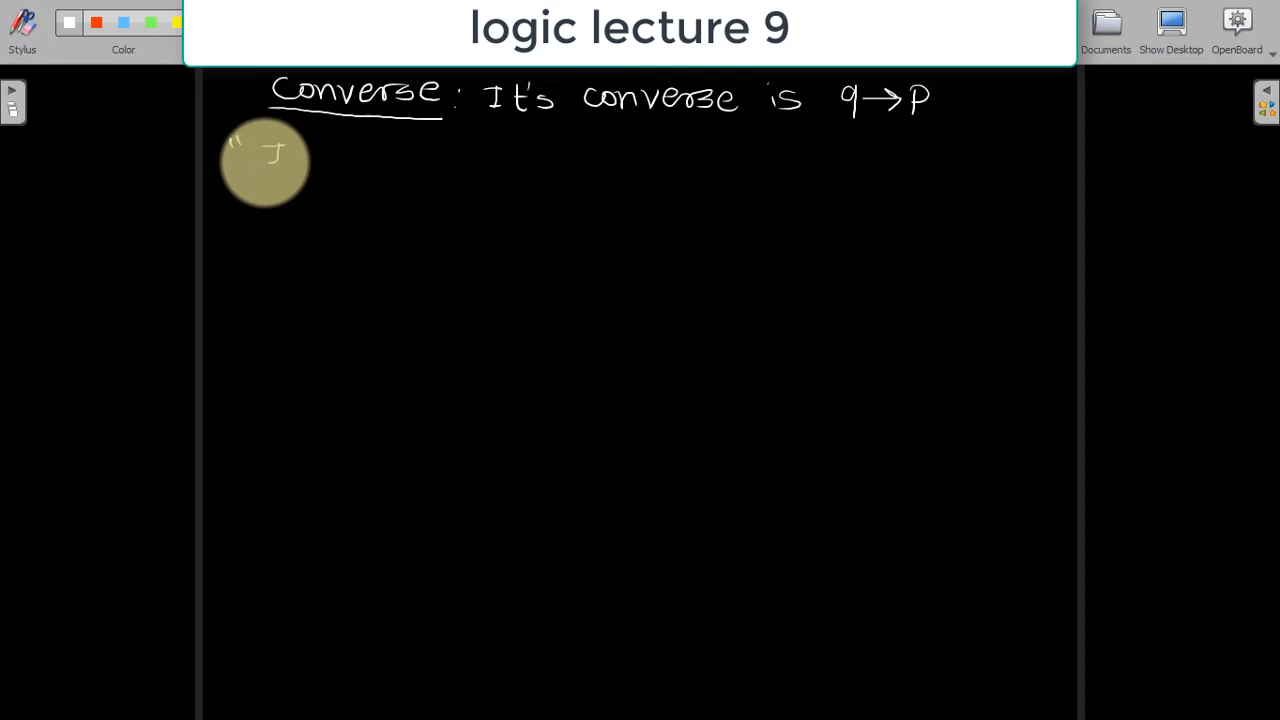 logic lecture 9
Stylus
Color
Documents
Show Desktop
OpenBoard
Converse : It's converse is q→p
"